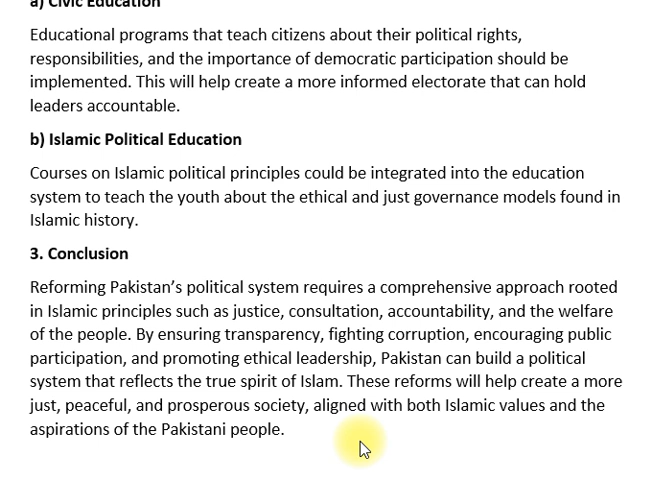 a) Civic Education
Educational programs that teach citizens about their political rights,
responsibilities, and the importance of democratic participation should be
implemented. This will help create a more informed electorate that can hold
leaders accountable.
b) Islamic Political Education
Courses on Islamic political principles could be integrated into the education
system to teach the youth about the ethical and just governance models found in
Islamic history.
3. Conclusion
Reforming Pakistan’s political system requires a comprehensive approach rooted
in Islamic principles such as justice, consultation, accountability, and the welfare
of the people. By ensuring transparency, fighting corruption, encouraging public
participation, and promoting ethical leadership, Pakistan can build a political
system that reflects the true spirit of Islam. These reforms will help create a more
just, peaceful, and prosperous society, aligned with both Islamic values and the
aspirations of the Pakistani people.